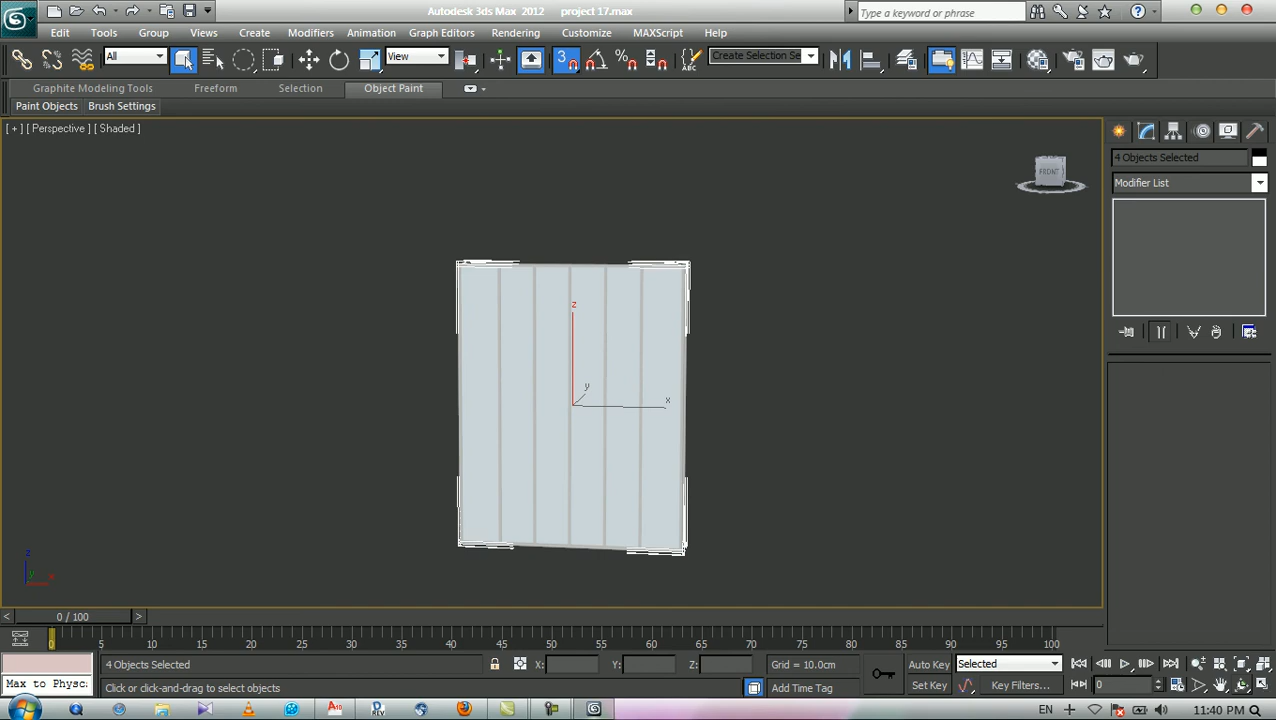 Autodesk 3ds Max 2012 project 17.max
Type a keyword or phrase
Edit Tools Group Views Create Modifiers Animation Graph Editors Rendering Customize MAXScript Help
All View 3 Create Selection Se
Graphite Modeling Tools Freeform Selection Object Paint
Paint Objects Brush Settings
[ + ] [ Perspective ] [ Shaded ]
4 Objects Selected
FRONT
Modifier List
z
y
x
z
y x
< 0 / 100 >
0 5 10 15 20 25 30 35 40 45 50 55 60 65 70 75 80 85 90 95 100
4 Objects Selected X: Y: Z: Grid = 10.0cm Auto Key Selected
Max to Physc: Click or click-and-drag to select objects Add Time Tag Set Key Key Filters... 0
EN 11:40 PM